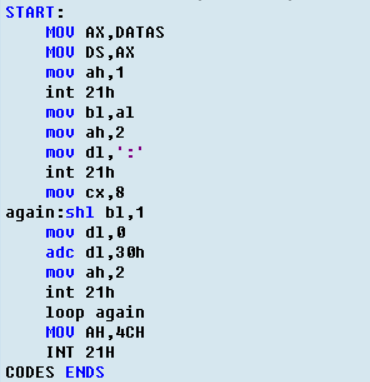 START:
MOV AX,DATAS
MOV DS,AX
mov ah,1
int 21h
mov bl,al
mov ah,2
mov dl,':'
int 21h
mov cx,8
again:shl bl,1
mov dl,0
adc dl,30h
mov ah,2
int 21h
loop again
MOV AH,4CH
INT 21H
CODES ENDS